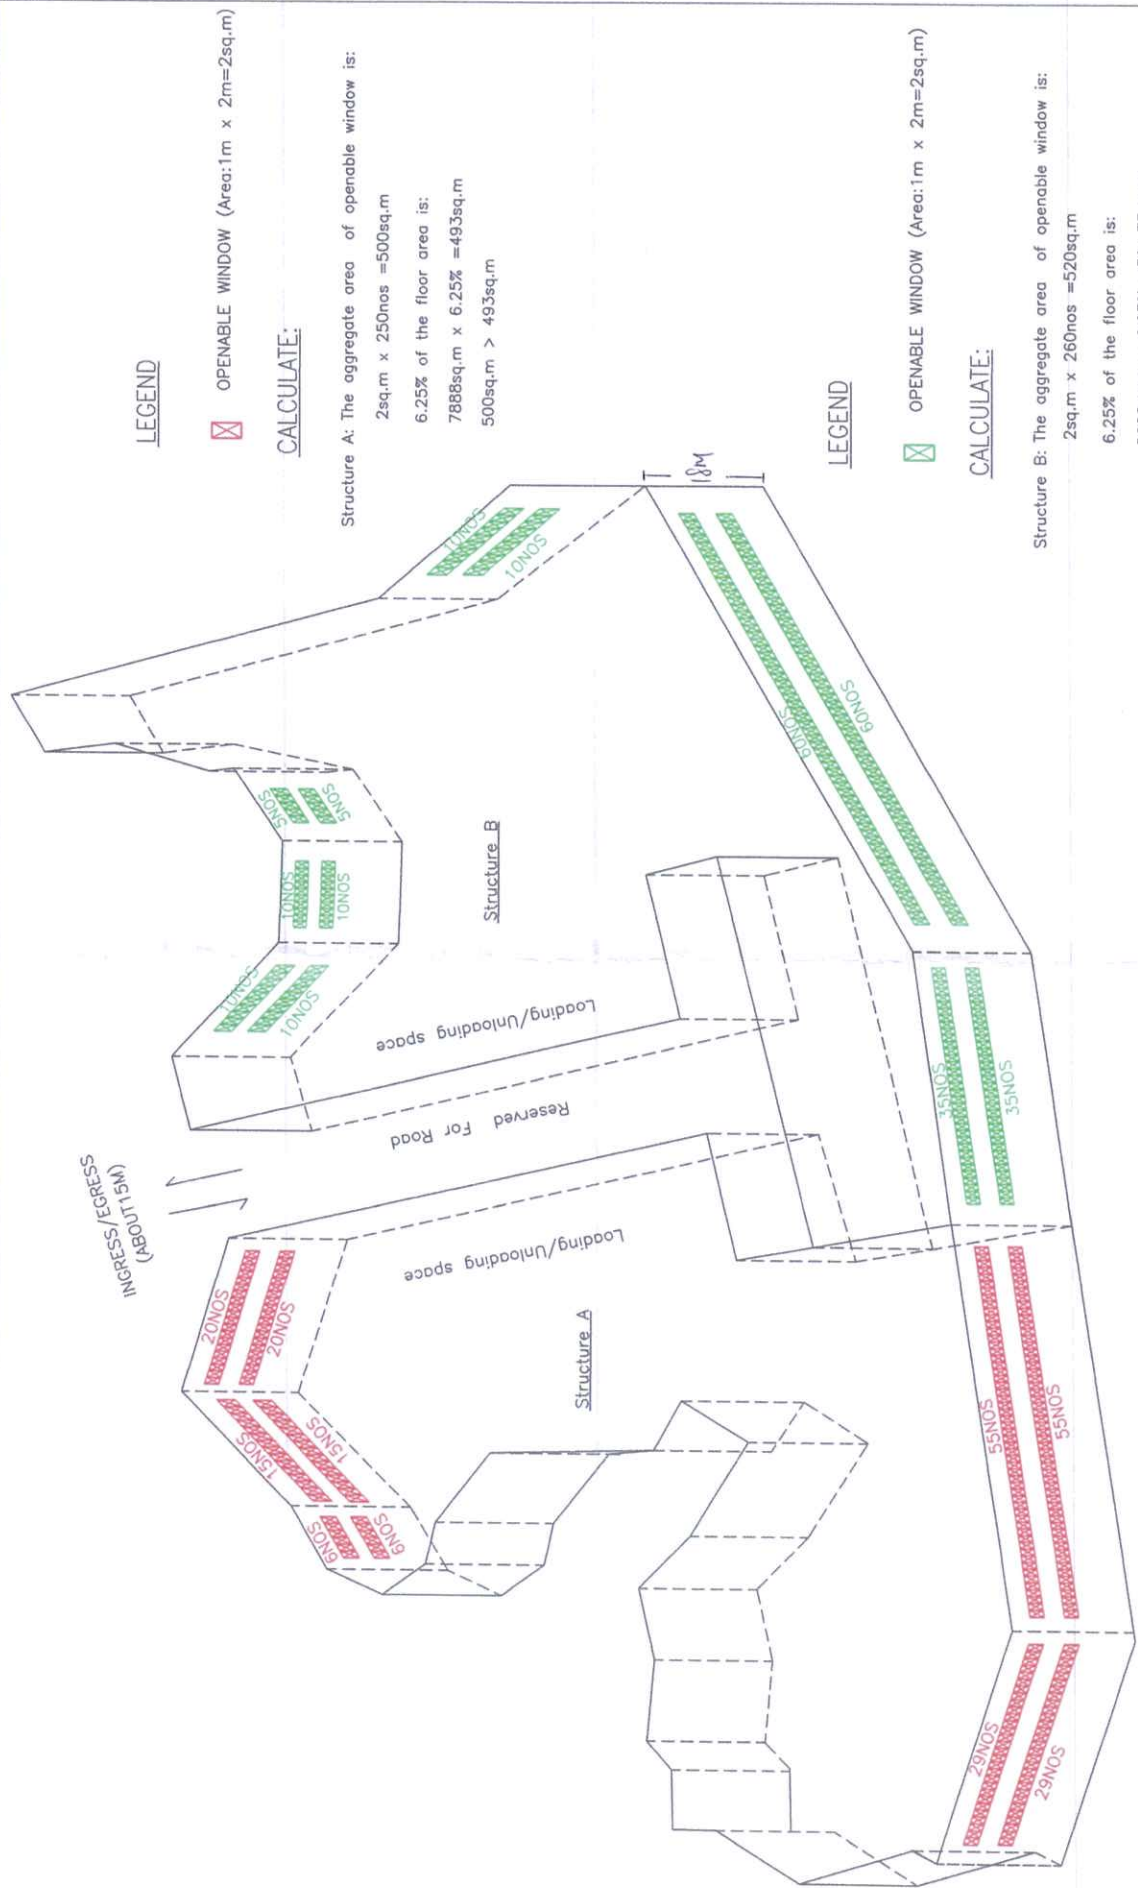 INGRESS/EGRESS
(ABOUT15M)
20NOS
20NOS
15NOS
15NOS
6NOS
6NOS
Loading/Unloading space
Reserved For Road
Loading/Unloading space
Structure A
Structure B
10NOS
10NOS
10NOS
10NOS
5NOS
5NOS
10NOS
10NOS
60NOS
60NOS
35NOS
35NOS
55NOS
55NOS
29NOS
29NOS
18M
LEGEND
OPENABLE WINDOW (Area:1m x 2m=2sq.m)
CALCULATE:
Structure A: The aggregate area of openable window is:
2sq.m x 250nos =500sq.m
6.25% of the floor area is:
7888sq.m x 6.25% =493sq.m
500sq.m > 493sq.m
LEGEND
OPENABLE WINDOW (Area:1m x 2m=2sq.m)
CALCULATE:
Structure B: The aggregate area of openable window is:
2sq.m x 260nos =520sq.m
6.25% of the floor area is: